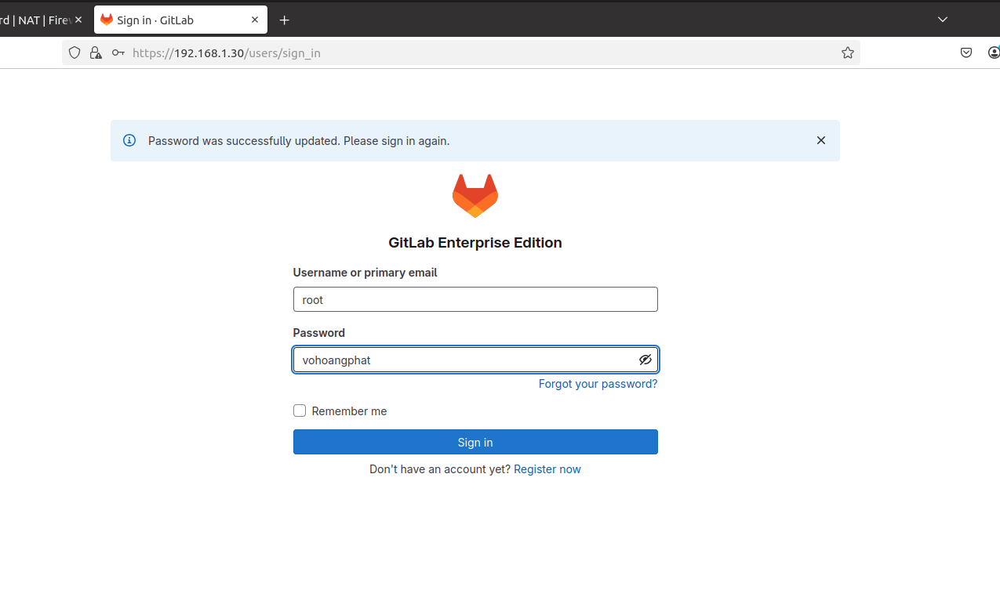 rd | NAT | Firew
Sign in · GitLab
https://192.168.1.30/users/sign_in
Password was successfully updated. Please sign in again.
GitLab Enterprise Edition
Username or primary email
root
Password
vohoangphat
Forgot your password?
Remember me
Sign in
Don't have an account yet? Register now